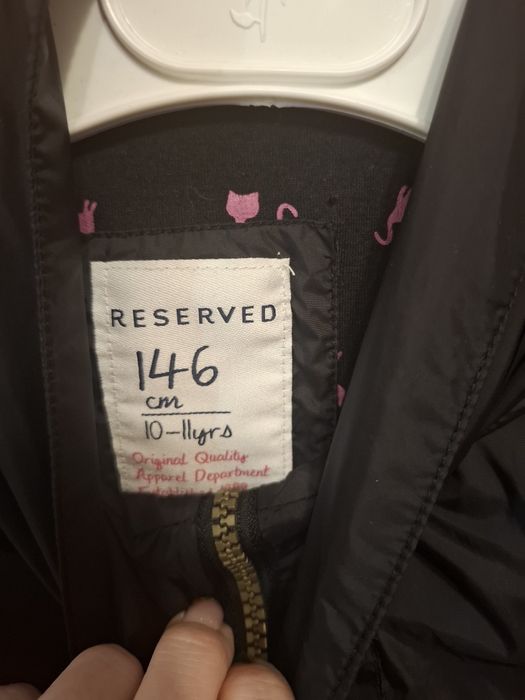 RESERVED
146
cm
10-11yrs
Original Quality
Apparel Department